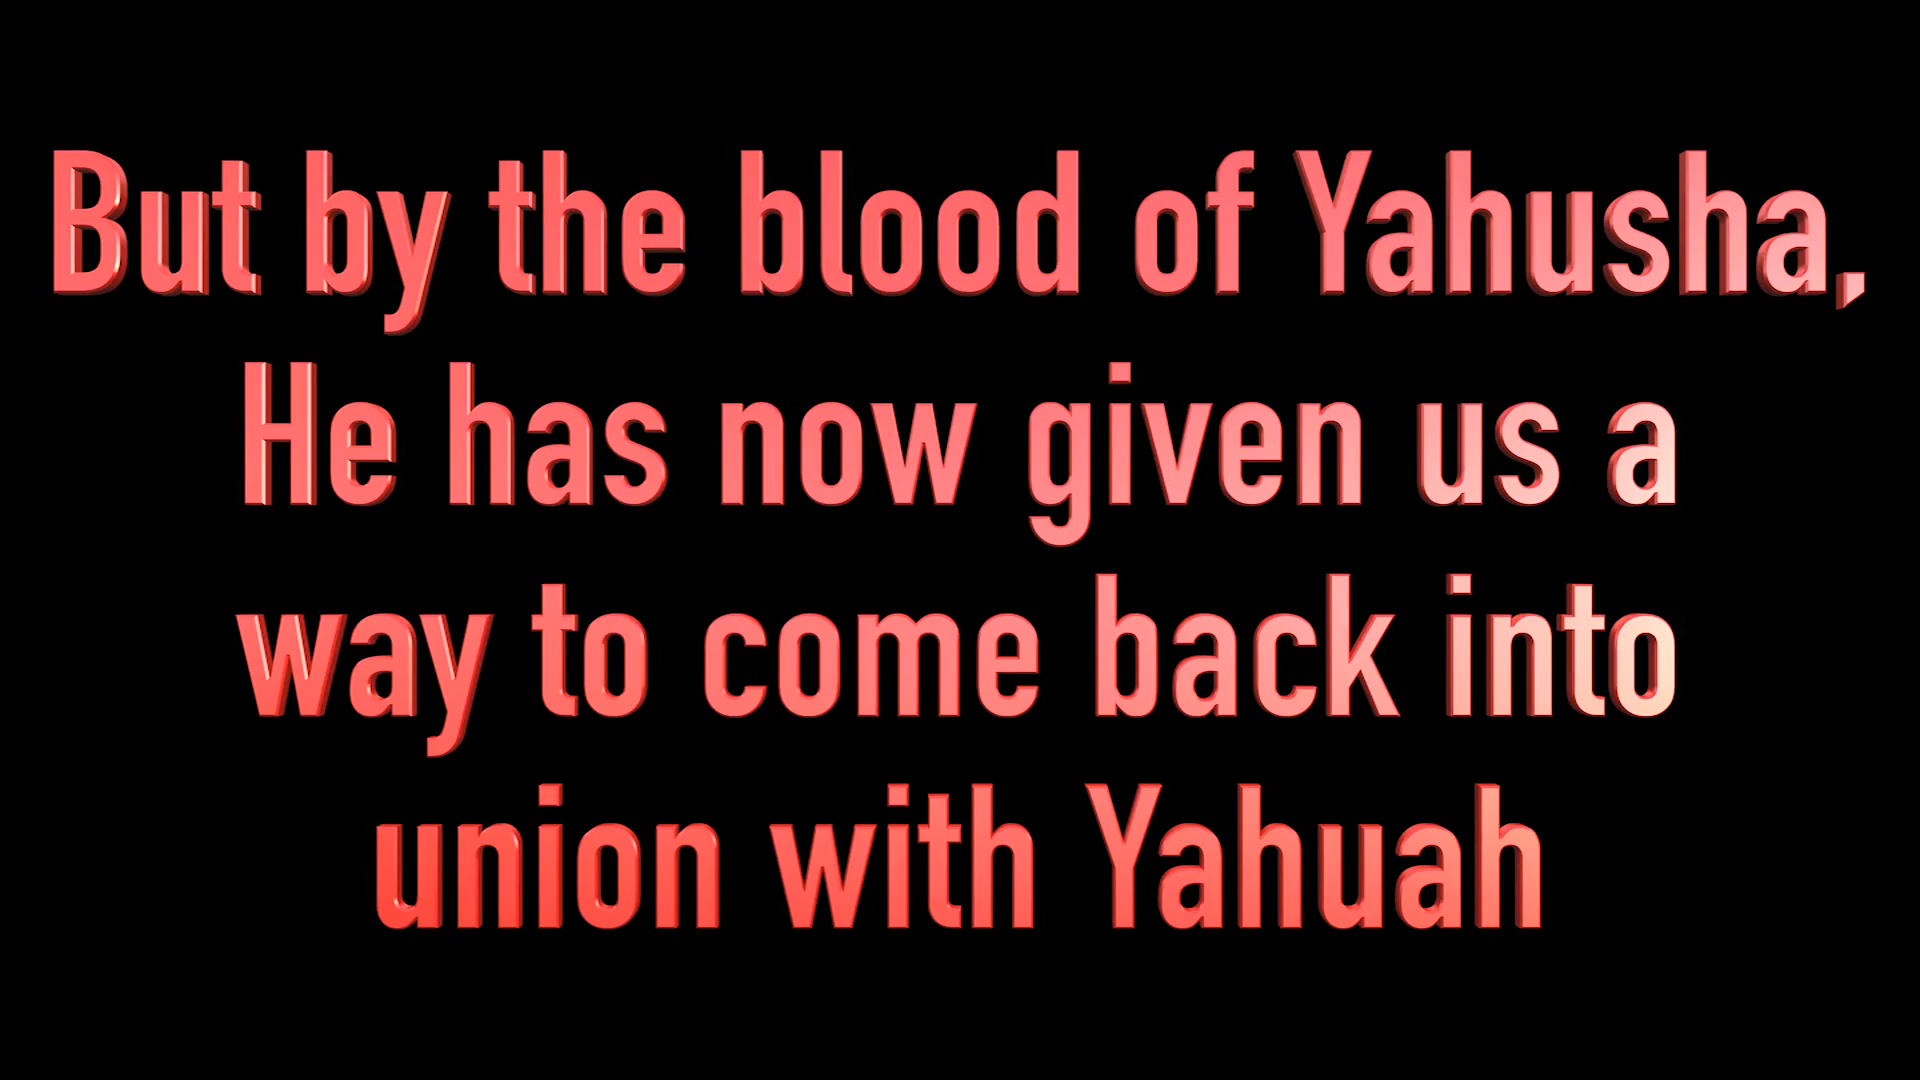 But by the blood of Yahusha,
He has now given us a
way to come back into
union with Yahuah